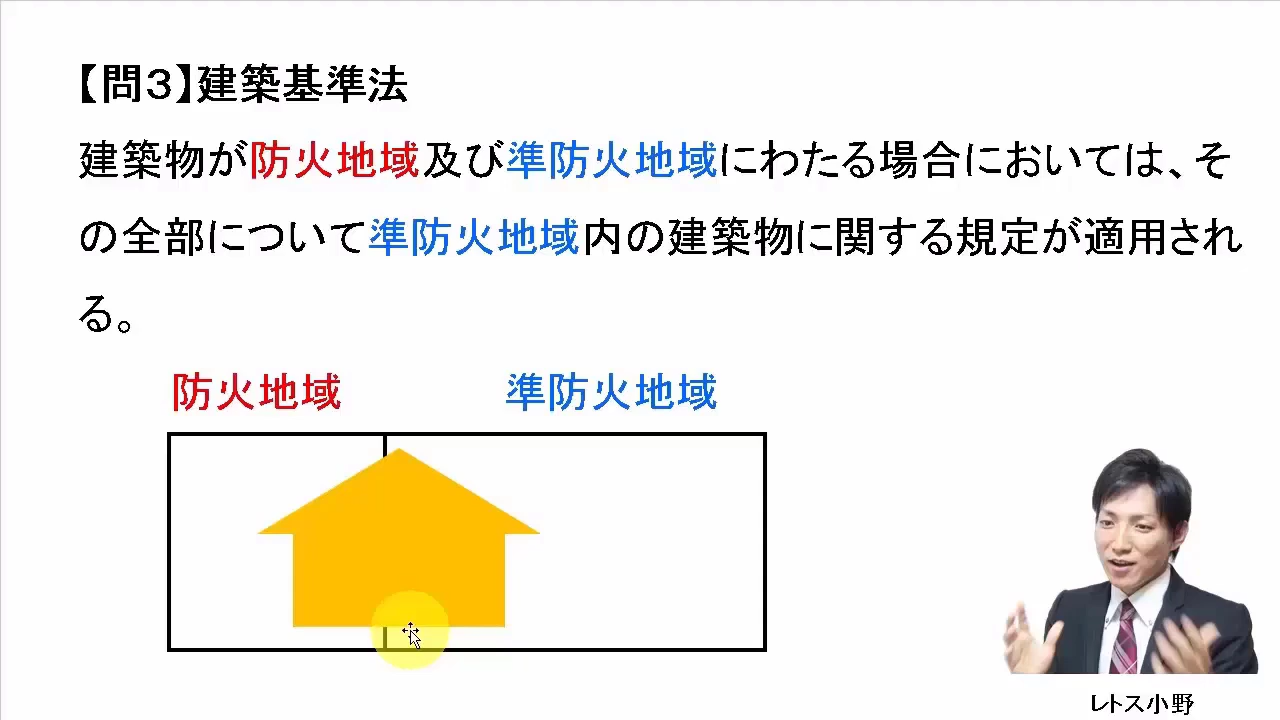 【問３】建築基準法
建築物が防火地域及び準防火地域にわたる場合においては、そ
の全部について準防火地域内の建築物に関する規定が適用され
る。
防火地域 準防火地域
レトス小野